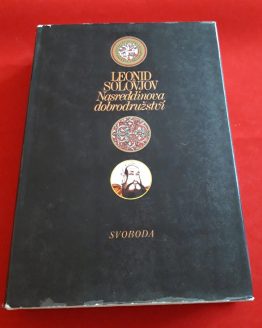 LEONID
SOLOVJOV
Nasreddinova
dobrodružství
SVOBODA